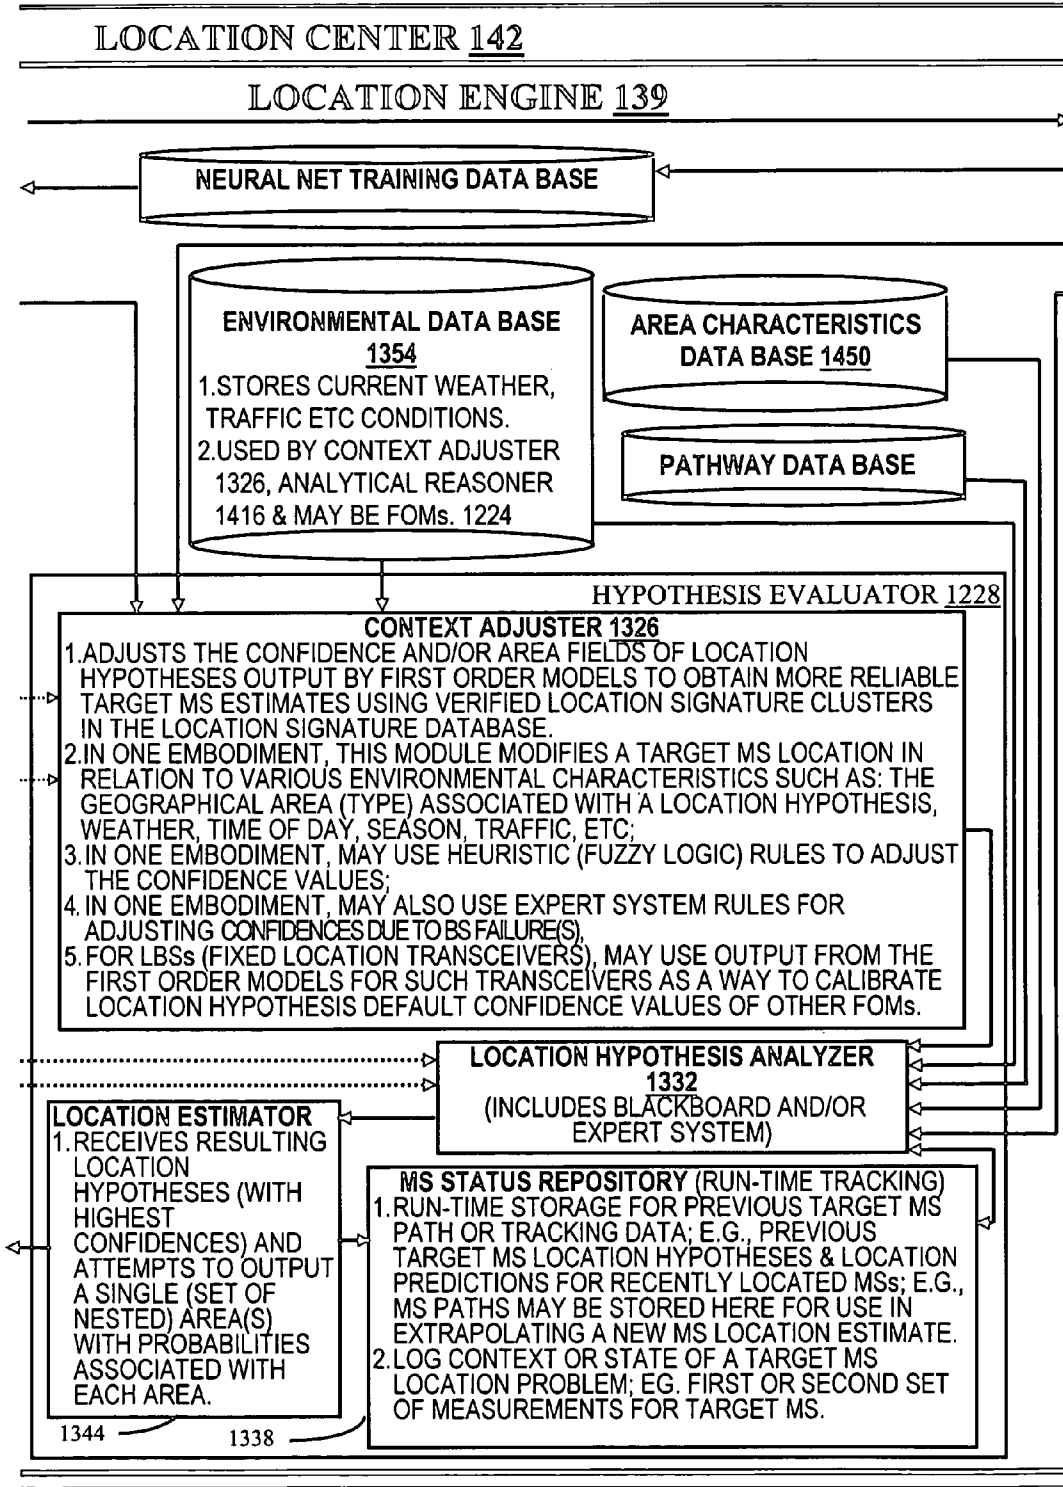 LOCATION CENTER 142
LOCATION ENGINE 139
NEURAL NET TRAINING DATA BASE
ENVIRONMENTAL DATA BASE
1354
1.STORES CURRENT WEATHER,
TRAFFIC ETC CONDITIONS.
2.USED BY CONTEXT ADJUSTER
1326, ANALYTICAL REASONER
1416 & MAY BE FOMs. 1224
AREA CHARACTERISTICS
DATA BASE 1450
PATHWAY DATA BASE
HYPOTHESIS EVALUATOR 1228
CONTEXT ADJUSTER 1326
1.ADJUSTS THE CONFIDENCE AND/OR AREA FIELDS OF LOCATION
HYPOTHESES OUTPUT BY FIRST ORDER MODELS TO OBTAIN MORE RELIABLE
TARGET MS ESTIMATES USING VERIFIED LOCATION SIGNATURE CLUSTERS
IN THE LOCATION SIGNATURE DATABASE.
2.IN ONE EMBODIMENT, THIS MODULE MODIFIES A TARGET MS LOCATION IN
RELATION TO VARIOUS ENVIRONMENTAL CHARACTERISTICS SUCH AS: THE
GEOGRAPHICAL AREA (TYPE) ASSOCIATED WITH A LOCATION HYPOTHESIS,
WEATHER, TIME OF DAY, SEASON, TRAFFIC, ETC;
3. IN ONE EMBODIMENT, MAY USE HEURISTIC (FUZZY LOGIC) RULES TO ADJUST
THE CONFIDENCE VALUES;
4. IN ONE EMBODIMENT, MAY ALSO USE EXPERT SYSTEM RULES FOR
ADJUSTING CONFIDENCES DUE TO BS FAILURE(S),
5. FOR LBSs (FIXED LOCATION TRANSCEIVERS), MAY USE OUTPUT FROM THE
FIRST ORDER MODELS FOR SUCH TRANSCEIVERS AS A WAY TO CALIBRATE
LOCATION HYPOTHESIS DEFAULT CONFIDENCE VALUES OF OTHER FOMs.
LOCATION HYPOTHESIS ANALYZER
1332
(INCLUDES BLACKBOARD AND/OR
EXPERT SYSTEM)
LOCATION ESTIMATOR
1.RECEIVES RESULTING
LOCATION
HYPOTHESES (WITH
HIGHEST
CONFIDENCES) AND
ATTEMPTS TO OUTPUT
A SINGLE (SET OF
NESTED) AREA(S)
WITH PROBABILITIES
ASSOCIATED WITH
EACH AREA.
1344
MS STATUS REPOSITORY (RUN-TIME TRACKING)
1.RUN-TIME STORAGE FOR PREVIOUS TARGET MS
PATH OR TRACKING DATA; E.G., PREVIOUS
TARGET MS LOCATION HYPOTHESES & LOCATION
PREDICTIONS FOR RECENTLY LOCATED MSs; E.G.,
MS PATHS MAY BE STORED HERE FOR USE IN
EXTRAPOLATING A NEW MS LOCATION ESTIMATE.
2. LOG CONTEXT OR STATE OF A TARGET MS
LOCATION PROBLEM; EG. FIRST OR SECOND SET
OF MEASUREMENTS FOR TARGET MS.
1338